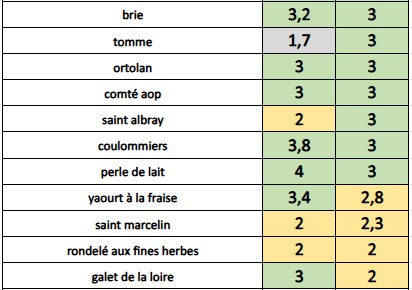 brie 3,2 3
tomme 1,7 3
ortolan 3 3
comté aop 3 3
saint albray 2 3
coulommiers 3,8 3
perle de lait 4 3
yaourt à la fraise 3,4 2,8
saint marcelin 2 2,3
rondelé aux fines herbes 2 2
galet de la loire 3 2